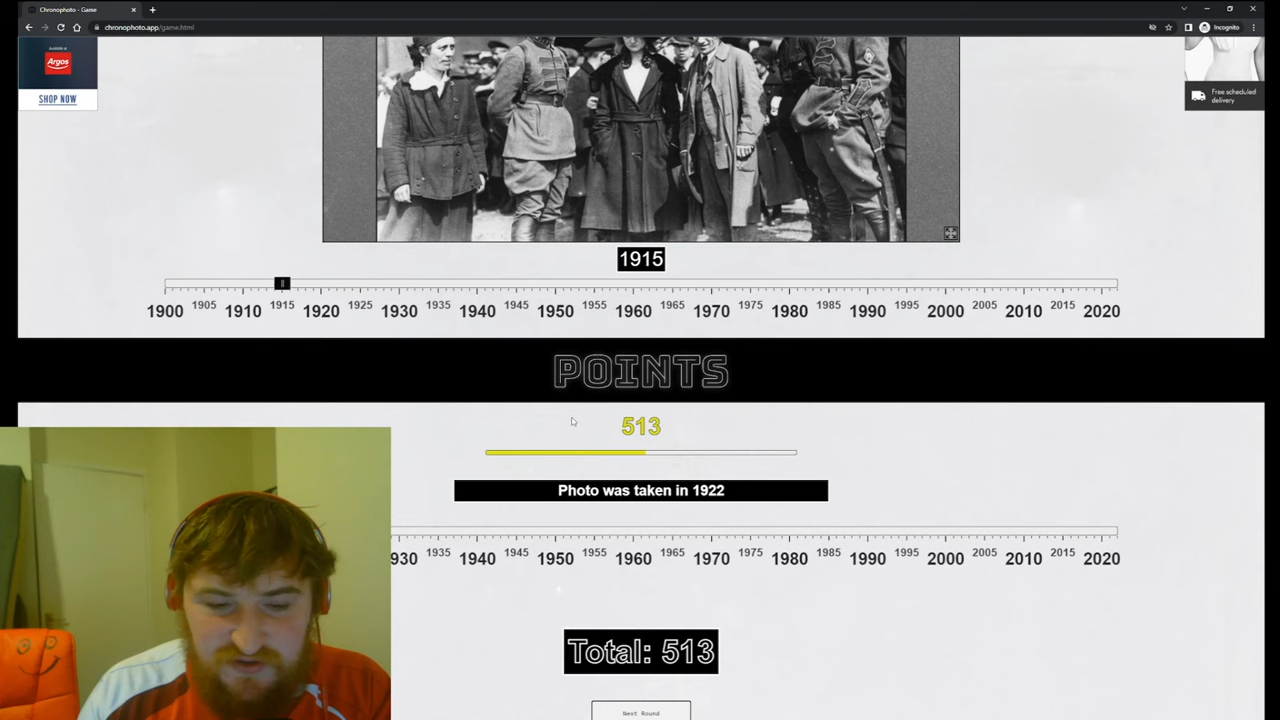 Chronophoto - Game
chronophoto.app/game.html
Incognito
Available at
Argos
SHOP NOW
Free scheduled
delivery
1915
1900 1905 1910 1915 1920 1925 1930 1935 1940 1945 1950 1955 1960 1965 1970 1975 1980 1985 1990 1995 2000 2005 2010 2015 2020
POINTS
513
Photo was taken in 1922
930 1935 1940 1945 1950 1955 1960 1965 1970 1975 1980 1985 1990 1995 2000 2005 2010 2015 2020
Total: 513
Next Round